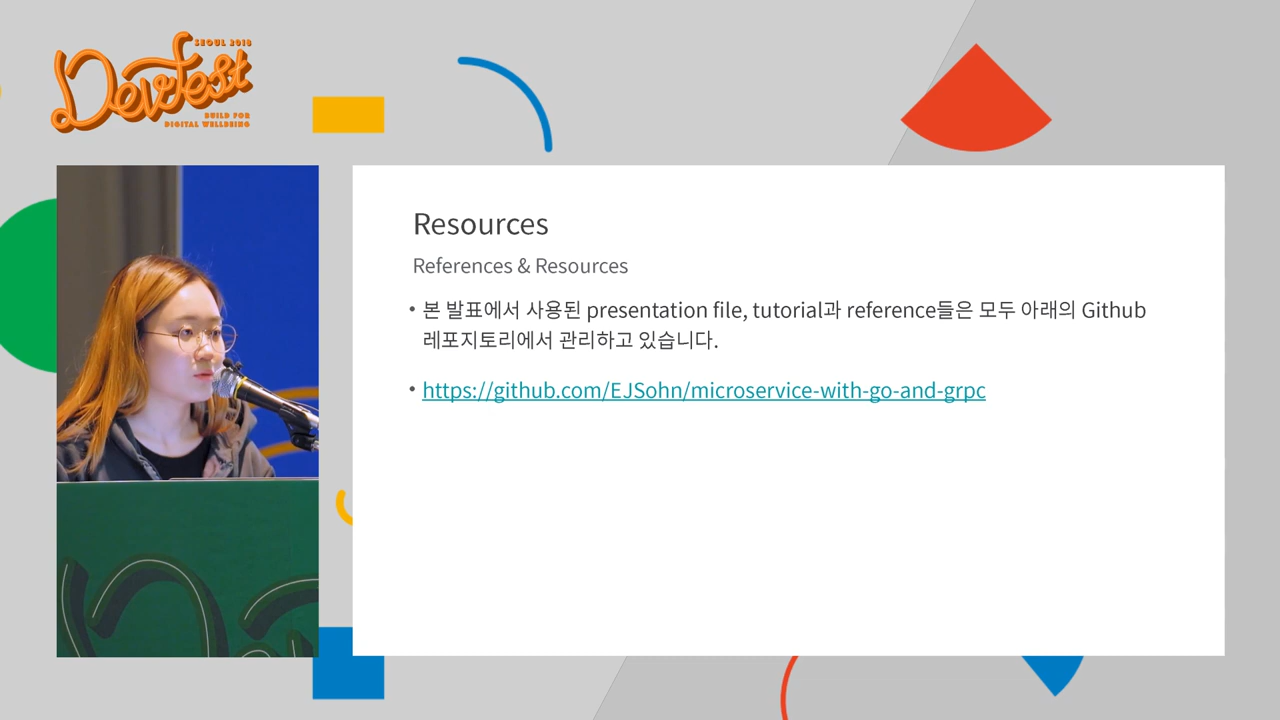 SEOUL 2018
DevFest
BUILD FOR
DIGITAL WELLBEING
Resources
References & Resources
• 본 발표에서 사용된 presentation file, tutorial과 reference들은 모두 아래의 Github
레포지토리에서 관리하고 있습니다.
• https://github.com/EJSohn/microservice-with-go-and-grpc